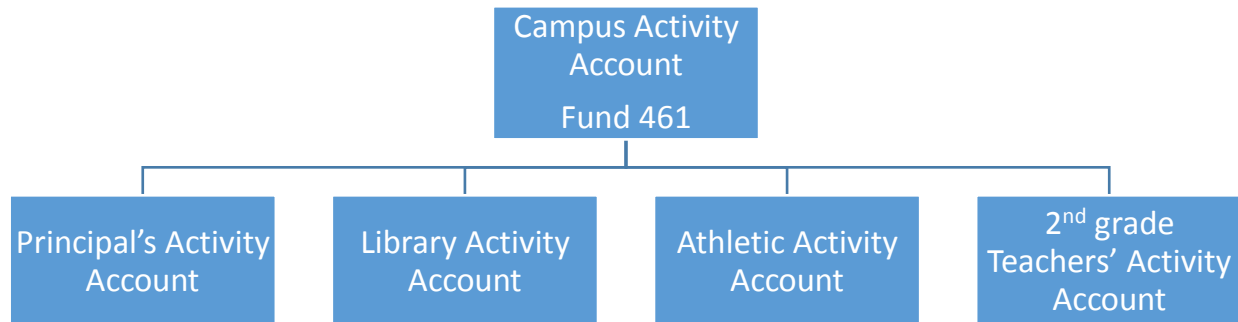 Campus Activity
Account
Fund 461
Principal’s Activity
Account
Library Activity
Account
Athletic Activity
Account
2nd grade
Teachers’ Activity
Account